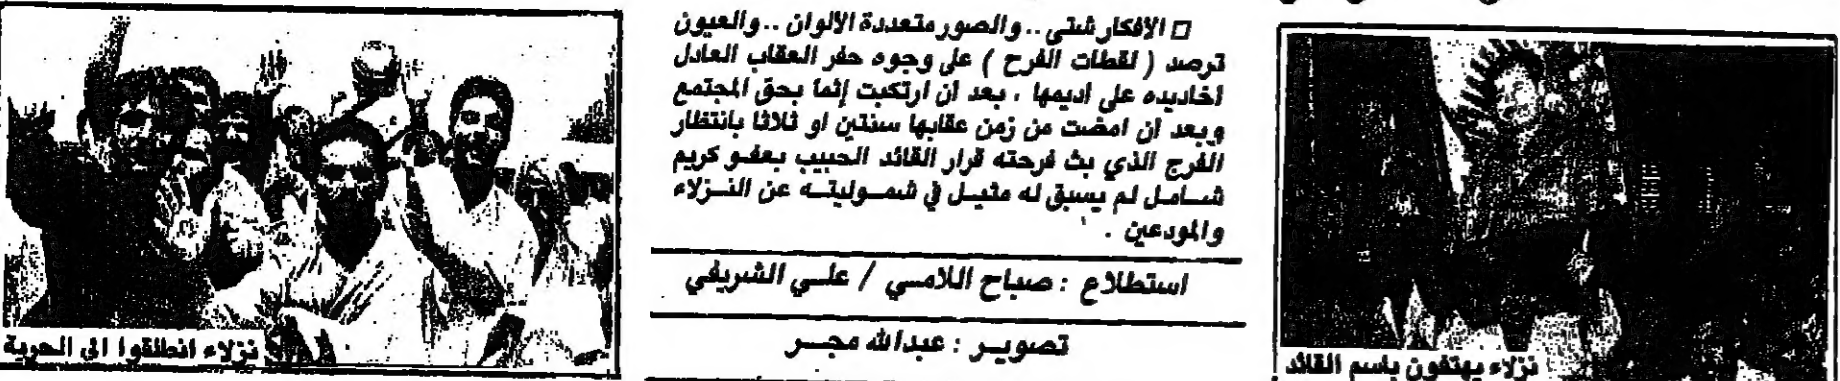 □ الافكار شتى .. والصور متعددة الالوان .. والعيون
ترصد ( لقطات الفرح ) على وجوه حفر العقاب العادل
اخاديده على اديمها ، بعد ان ارتكبت إثماً بحق المجتمع
وبعد ان امضت من زمن عقابها سنتين او ثلاثا بانتظار
الفرج الذي بث فرحته قرار القائد الحبيب بعفو كريم
شامل لم يسبق له مثيل في شموليته عن النزلاء
والمودعين .
استطلاع : صباح اللامي / علي الشريفي
تصوير : عبدالله مجر
نزلاء يهتفون باسم القائد
نزلاء انطلقوا الى الحرية